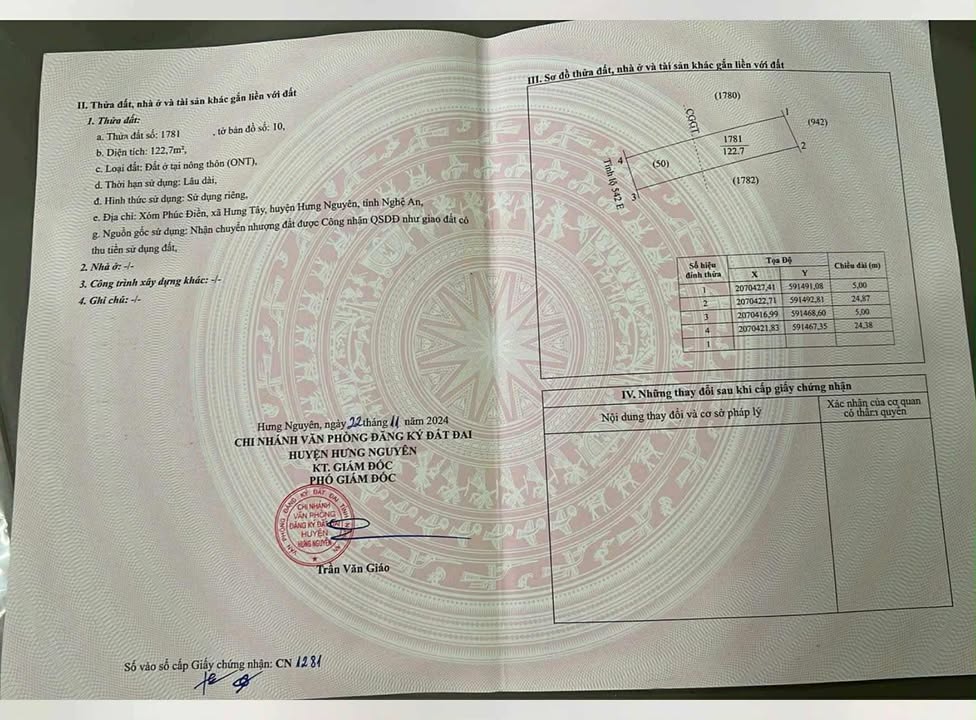 II. Thửa đất, nhà ở và tài sản khác gắn liền với đất
1. Thửa đất:
a. Thửa đất số: 1781 , tờ bản đồ số: 10,
b. Diện tích: 122,7m²,
c. Loại đất: Đất ở tại nông thôn (ONT),
d. Thời hạn sử dụng: Lâu dài,
đ. Hình thức sử dụng: Sử dụng riêng,
e. Địa chỉ: Xóm Phúc Điền, xã Hưng Tây, huyện Hưng Nguyên, tỉnh Nghệ An,
g. Nguồn gốc sử dụng: Nhận chuyển nhượng đất được Công nhận QSDĐ như giao đất có
thu tiền sử dụng đất,
2. Nhà ở: -/-
3. Công trình xây dựng khác: -/-
4. Ghi chú: -/-
Hưng Nguyên, ngày 22 tháng 11 năm 2024
CHI NHÁNH VĂN PHÒNG ĐĂNG KÝ ĐẤT ĐAI
HUYỆN HƯNG NGUYÊN
KT. GIÁM ĐỐC
PHÓ GIÁM ĐỐC
CHI NHÁNH
VĂN PHÒNG
ĐĂNG KÝ ĐẤT
HUYỆN
HƯNG NGUYÊN
Trần Văn Giáo
Số vào sổ cấp Giấy chứng nhận: CN 1281
III. Sơ đồ thửa đất, nhà ở và tài sản khác gắn liền với đất
(1780)
1
(942)
CGGT
1781
122.7
2
4
(50)
(1782)
3
Tỉnh lộ 542 E
Số hiệu đỉnh thửa Tọa Độ Chiều dài (m)
X Y
1 2070427,41 591491,08 5,00
2 2070422,71 591492,81 24,87
3 2070416,99 591468,60 5,00
4 2070421,83 591467,35 24,38
1
IV. Những thay đổi sau khi cấp giấy chứng nhận
Nội dung thay đổi và cơ sở pháp lý
Xác nhận của cơ quan
có thẩm quyền